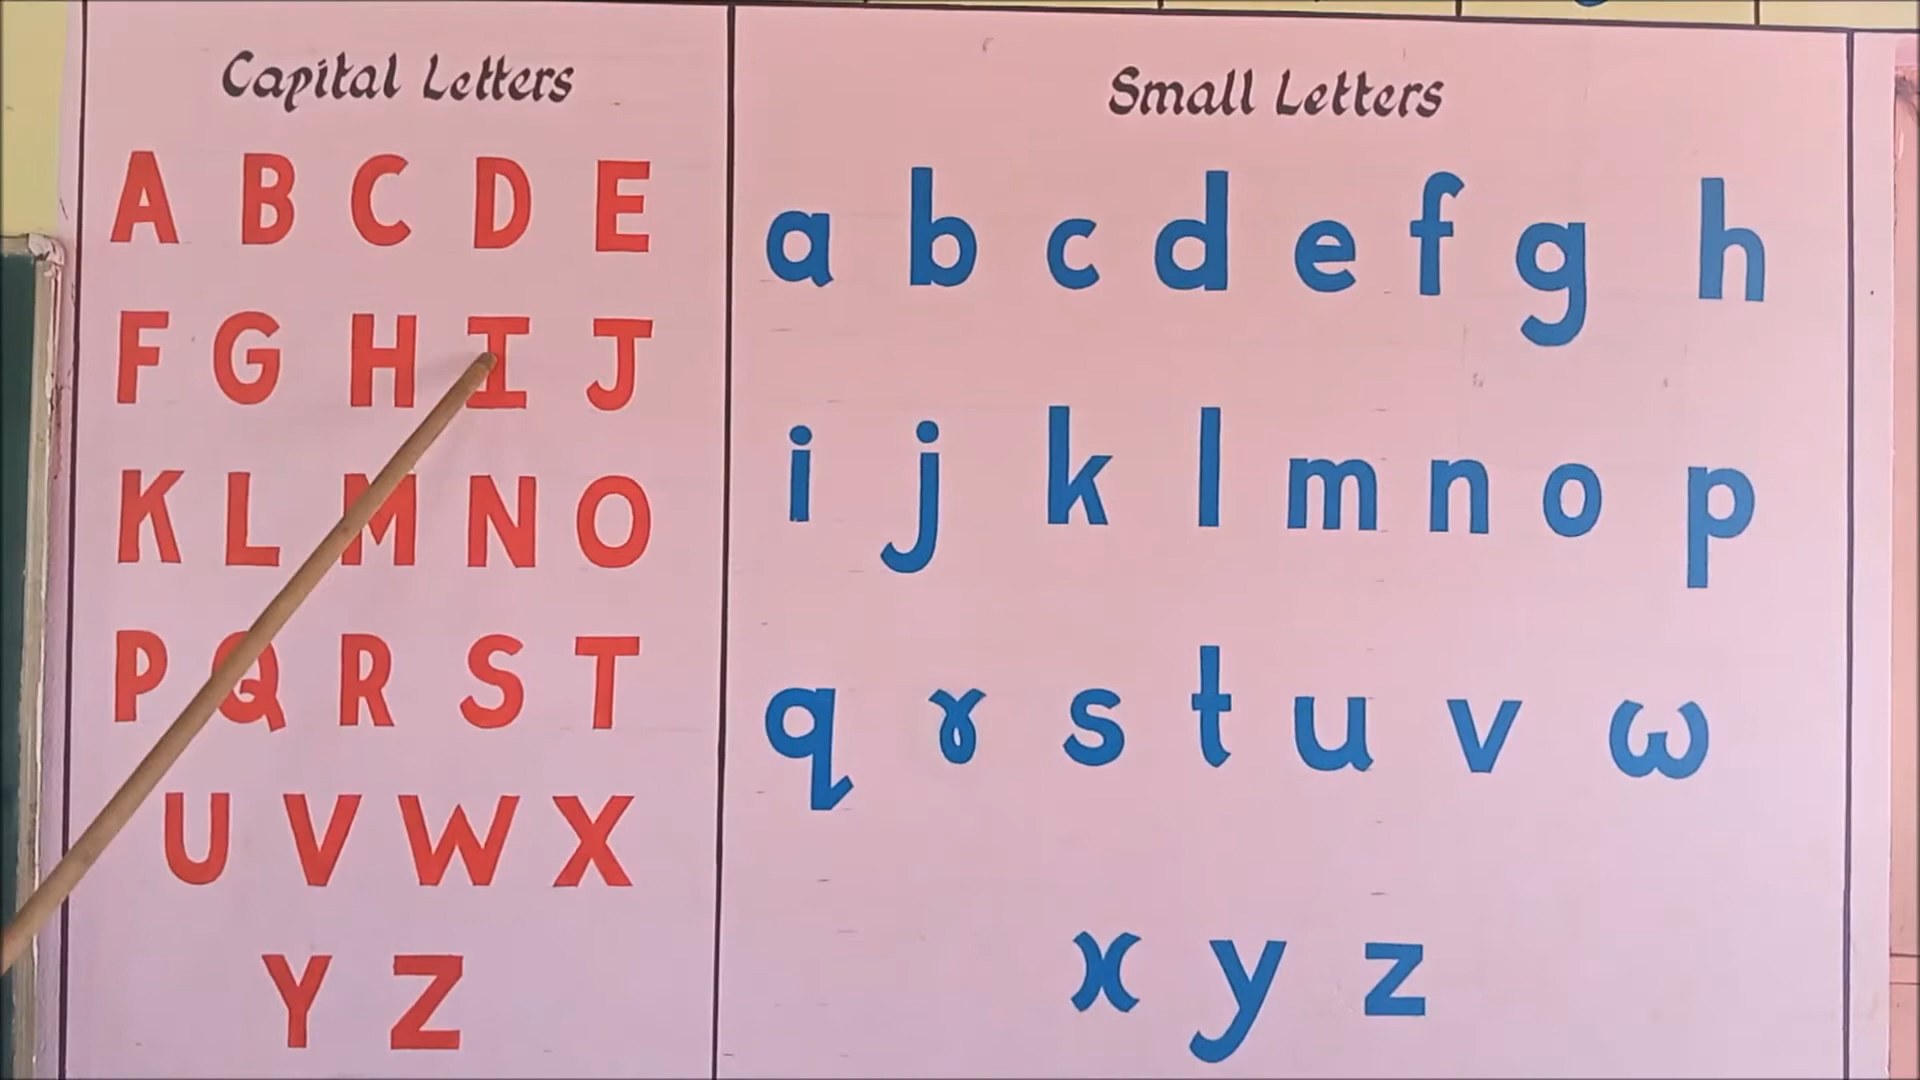 Capital Letters
A B C D E
F G H I J
K L M N O
P Q R S T
U V W X
Y Z
Small Letters
a b c d e f g h
i j k l m n o p
q r s t u v w
x y z